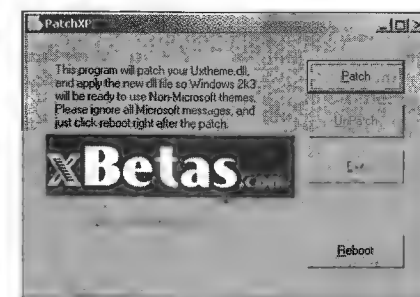 PatchXP
This program will patch your Uxtheme.dll,
and apply the new dll file so Windows 2k3
will be ready to use Non-Microsoft themes.
Please ignore all Microsoft messages, and
just click reboot right after the patch.
Patch
UnPatch
xBetas.com
Exit
Reboot